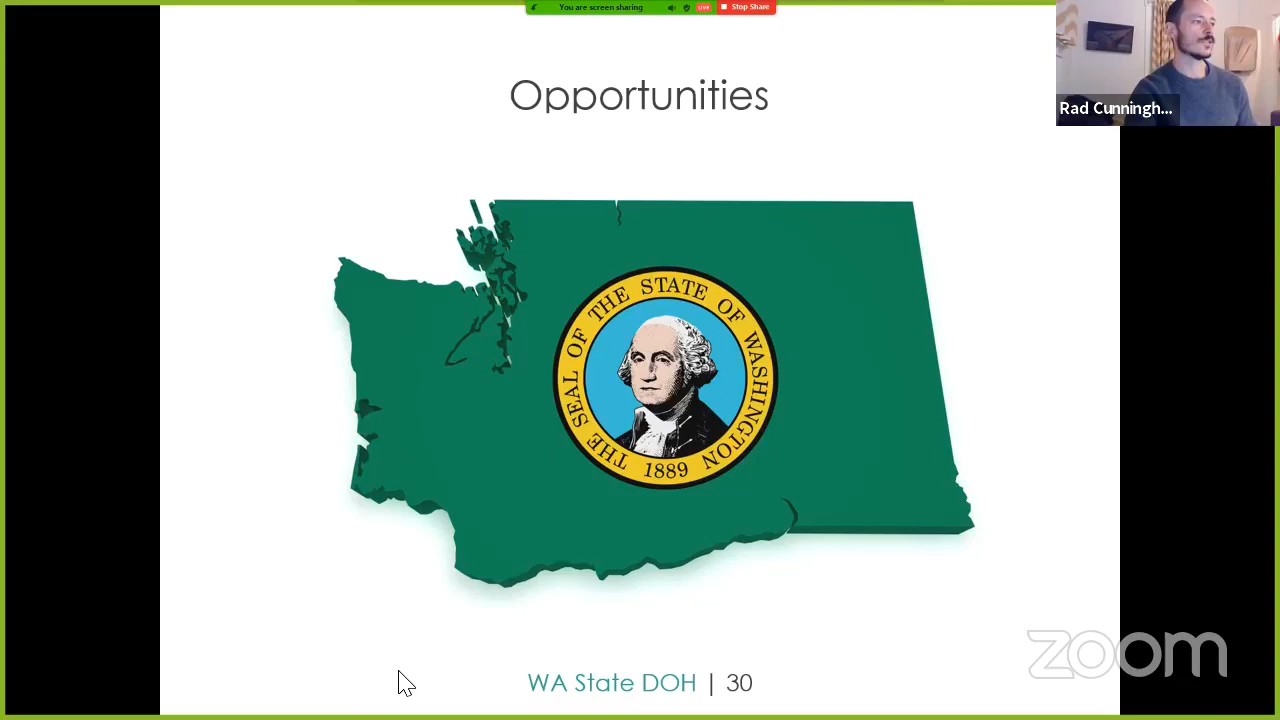 You are screen sharing
LIVE
Stop Share
Opportunities
Rad Cunningh...
THE SEAL OF THE STATE OF WASHINGTON
1889
zoom
WA State DOH | 30